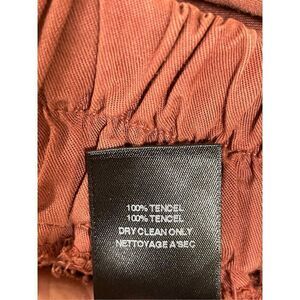 100% TENCEL
100% TENCEL
DRY CLEAN ONLY
NETTOYAGE A'SEC